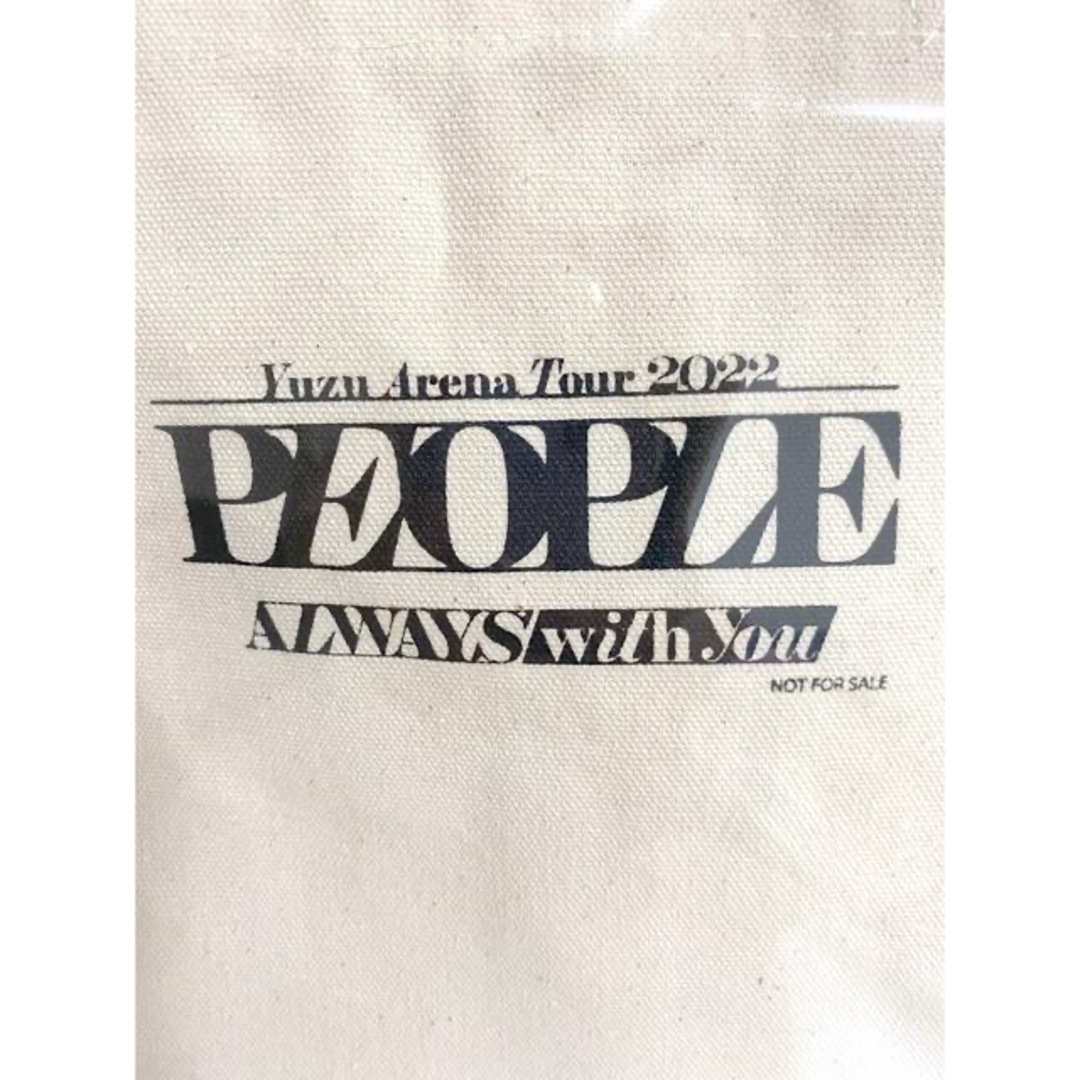 Yuzu Arena Tour 2022
PEOPLE
ALWAYS with You
NOT FOR SALE